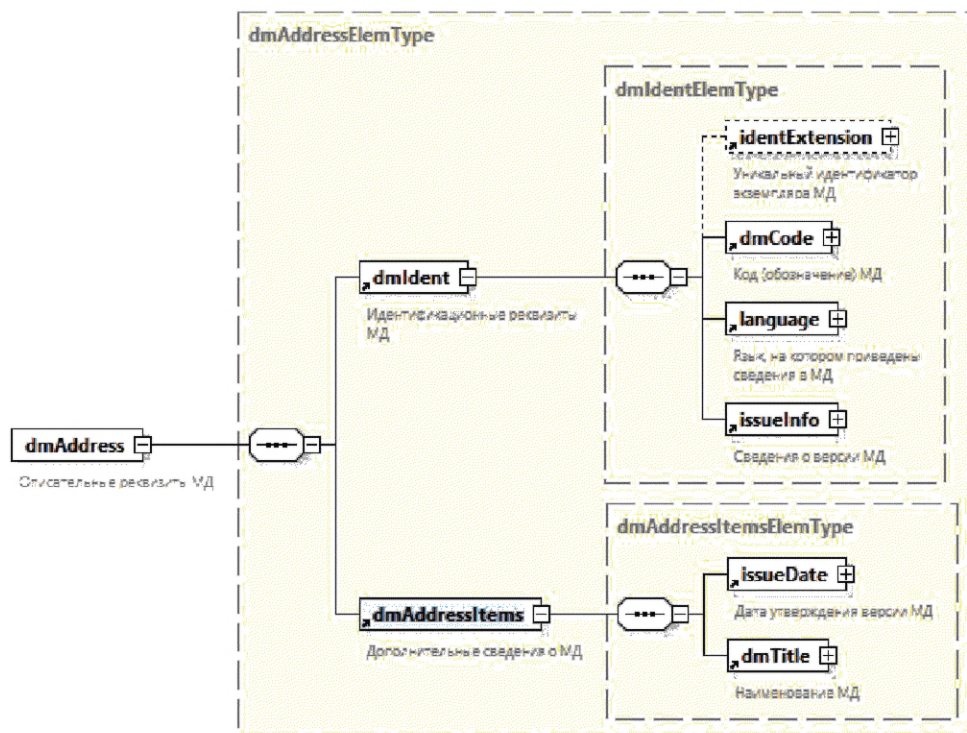 dmAddressElemType
dmIdentElemType
identExtension
Уникальный идентификатор
экземпляра МД
dmCode
Код (обозначение) МД
dmIdent
Идентификационные реквизиты
МД
language
Язык, на котором приведены
сведения в МД
issueInfo
Сведения о версии МД
dmAddress
Описательные реквизиты МД
dmAddressItemsElemType
issueDate
Дата утверждения версии МД
dmAddressItems
Дополнительные сведения о МД
dmTitle
Наименование МД